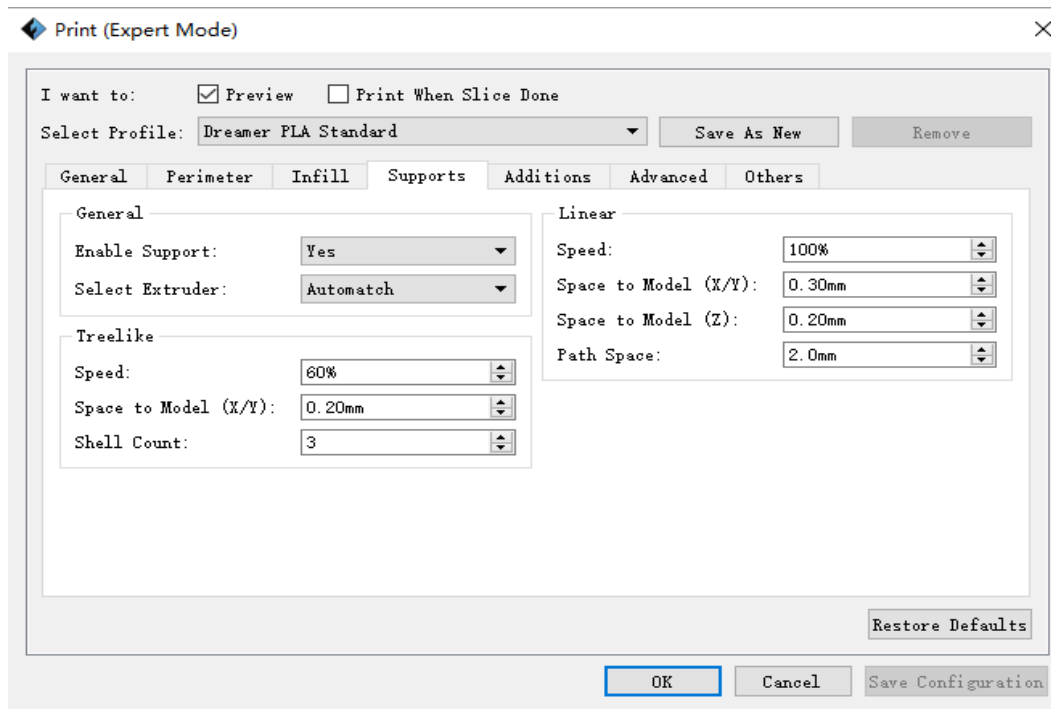 Print (Expert Mode)
I want to: Preview Print When Slice Done
Select Profile: Dreamer PLA Standard Save As New Remove
General Perimeter Infill Supports Additions Advanced Others
General
Enable Support: Yes
Select Extruder: Automatch
Treelike
Speed: 60%
Space to Model (X/Y): 0.20mm
Shell Count: 3
Linear
Speed: 100%
Space to Model (X/Y): 0.30mm
Space to Model (Z): 0.20mm
Path Space: 2.0mm
Restore Defaults
OK Cancel Save Configuration